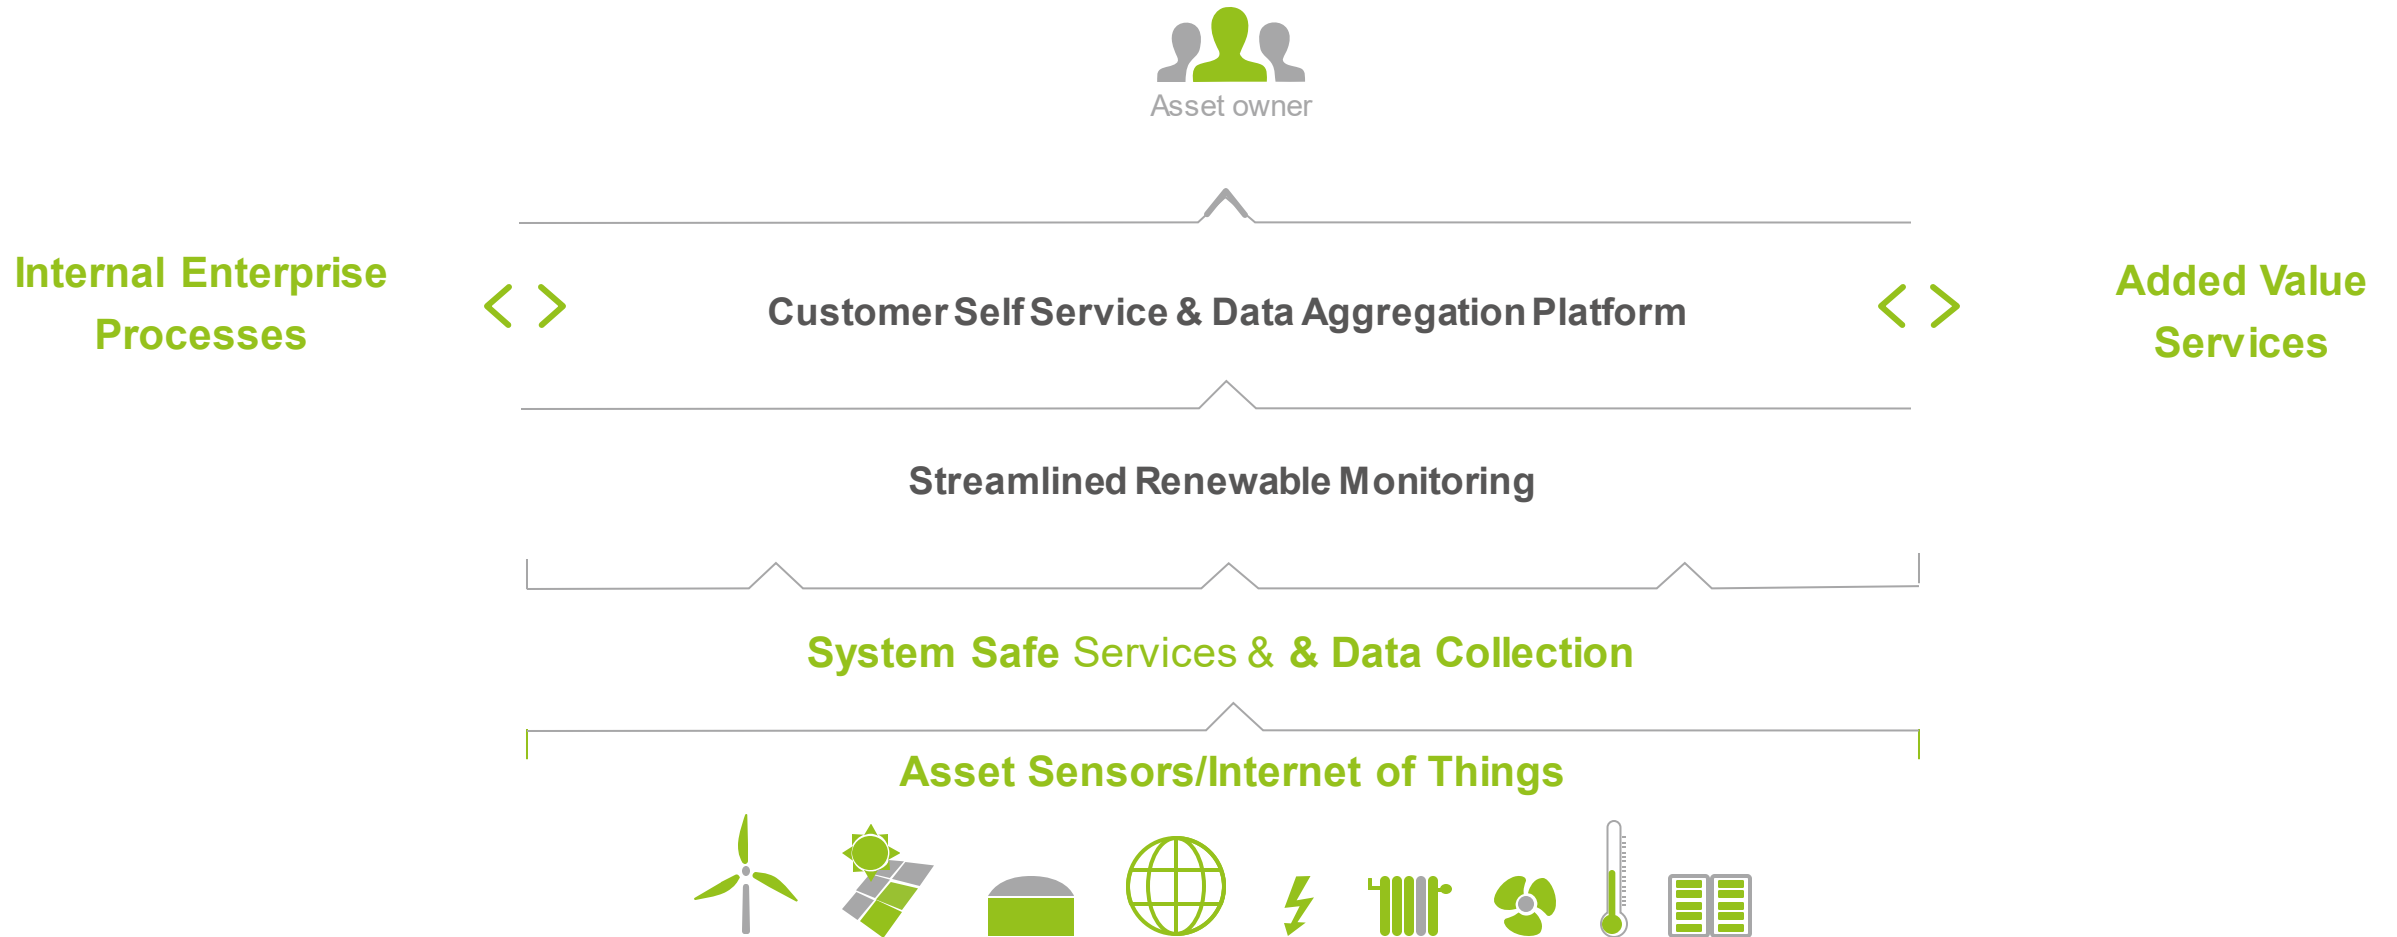 Asset owner
Internal Enterprise
Processes
Customer Self Service & Data Aggregation Platform
Added Value
Services
Streamlined Renewable Monitoring
System Safe Services & & Data Collection
Asset Sensors/Internet of Things